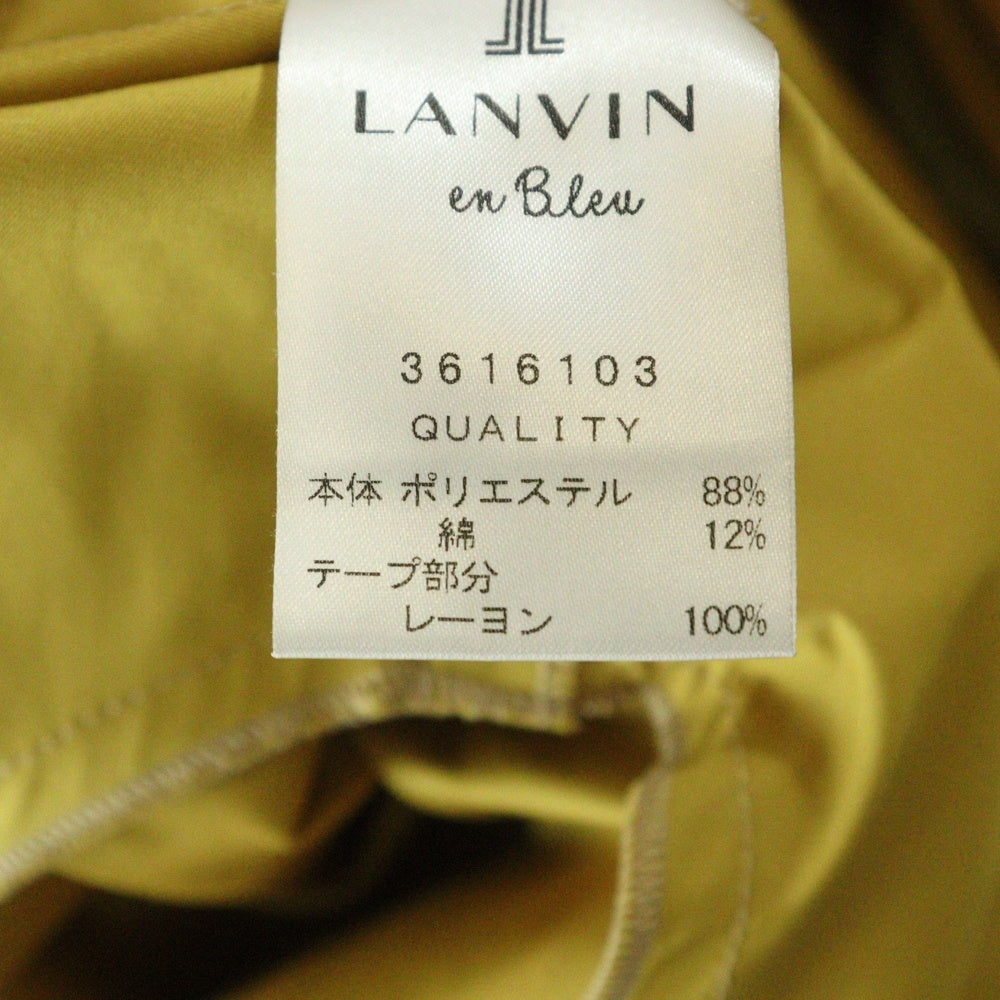 LANVIN
en Bleu
3616103
QUALITY
本体 ポリエステル 88%
綿 12%
テープ部分
レーヨン 100%